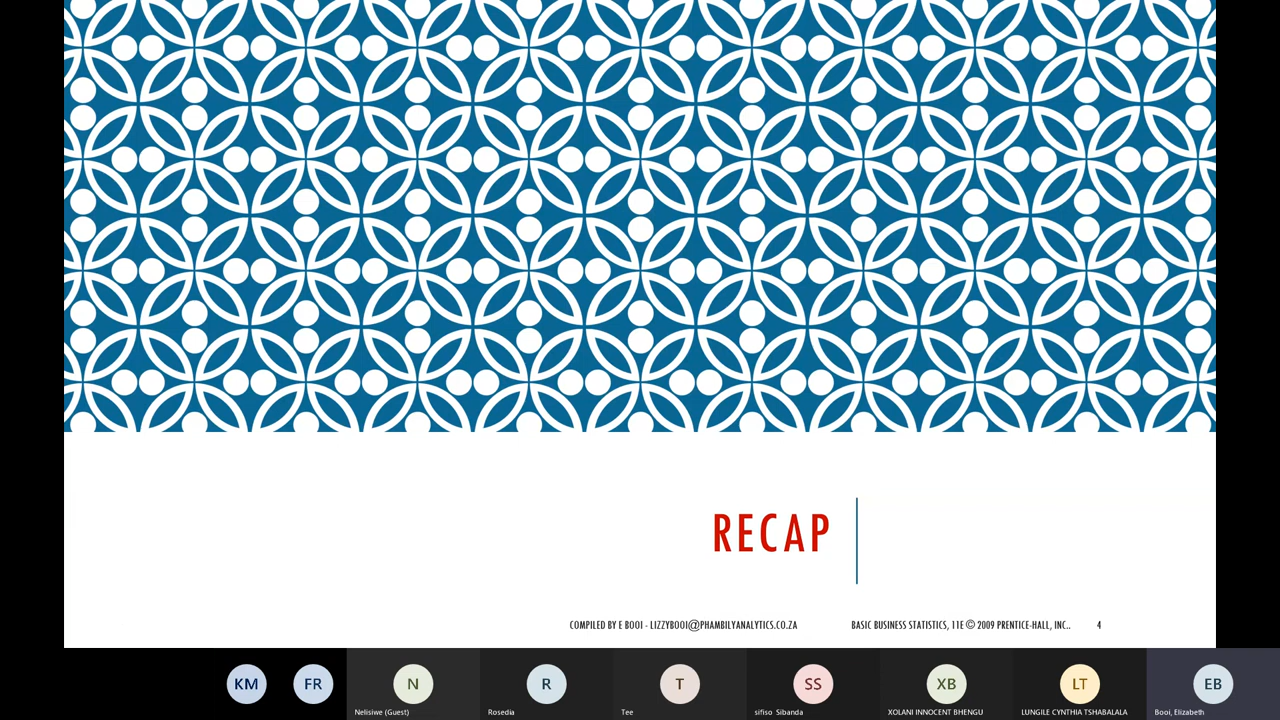 RECAP
COMPILED BY E BOOI - LIZZYBOOI@PHAMBILYANALYTICS.CO.ZA BASIC BUSINESS STATISTICS, 11E © 2009 PRENTICE-HALL, INC.. 4
KM FR N R T SS XB LT EB
Nelisiwe (Guest) Rosedia Tee sifiso Sibanda XOLANI INNOCENT BHENGU LUNGILE CYNTHIA TSHABALALA Booi, Elizabeth